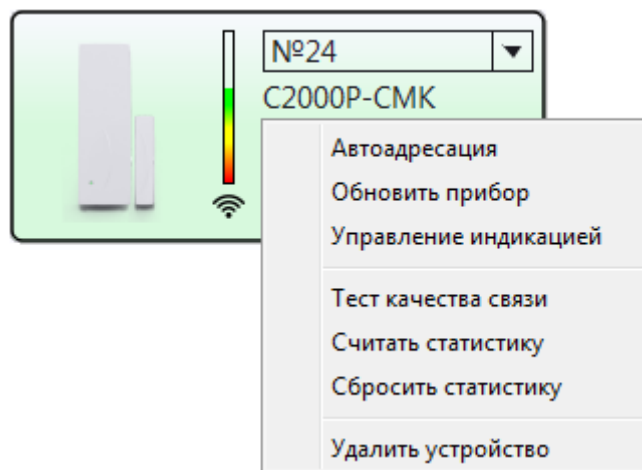 №24
С2000Р-СМК
Автоадресация
Обновить прибор
Управление индикацией
Тест качества связи
Считать статистику
Сбросить статистику
Удалить устройство